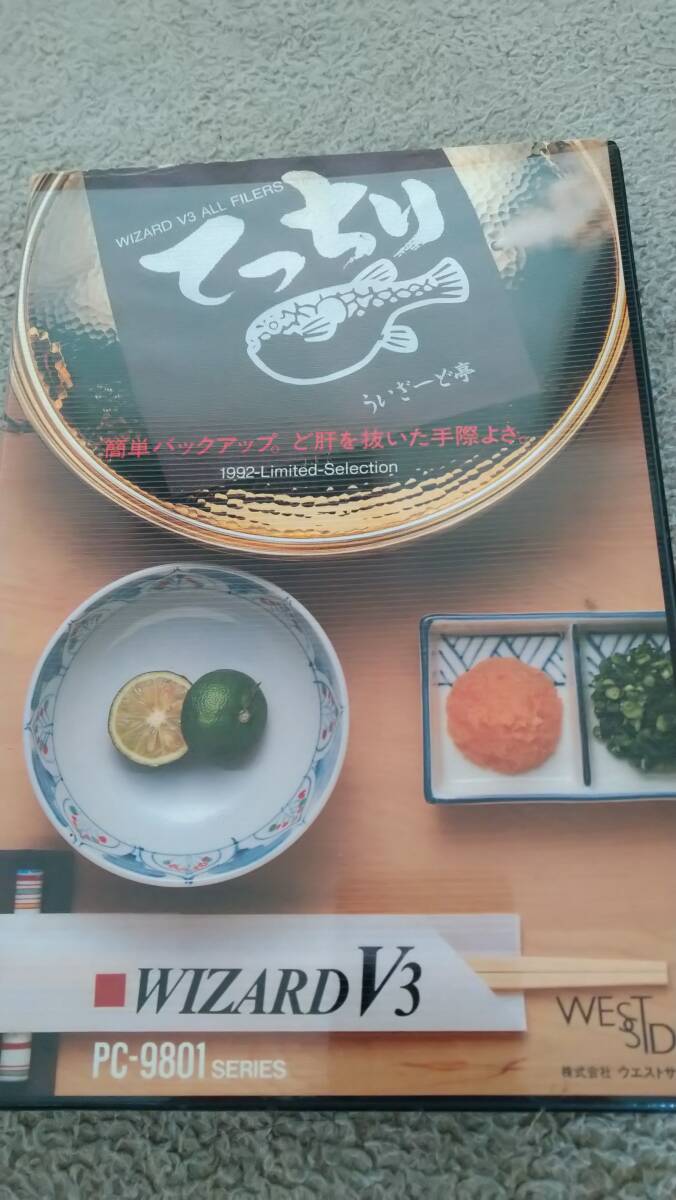 WIZARD V3 ALL FILERS
てっちり
うぃざーど亭
簡単バックアップ。ど肝を抜いた手際よさ。
1992-Limited-Selection
WIZARD V3
PC-9801 SERIES
WEST
SD
株式会社 ウエストサ